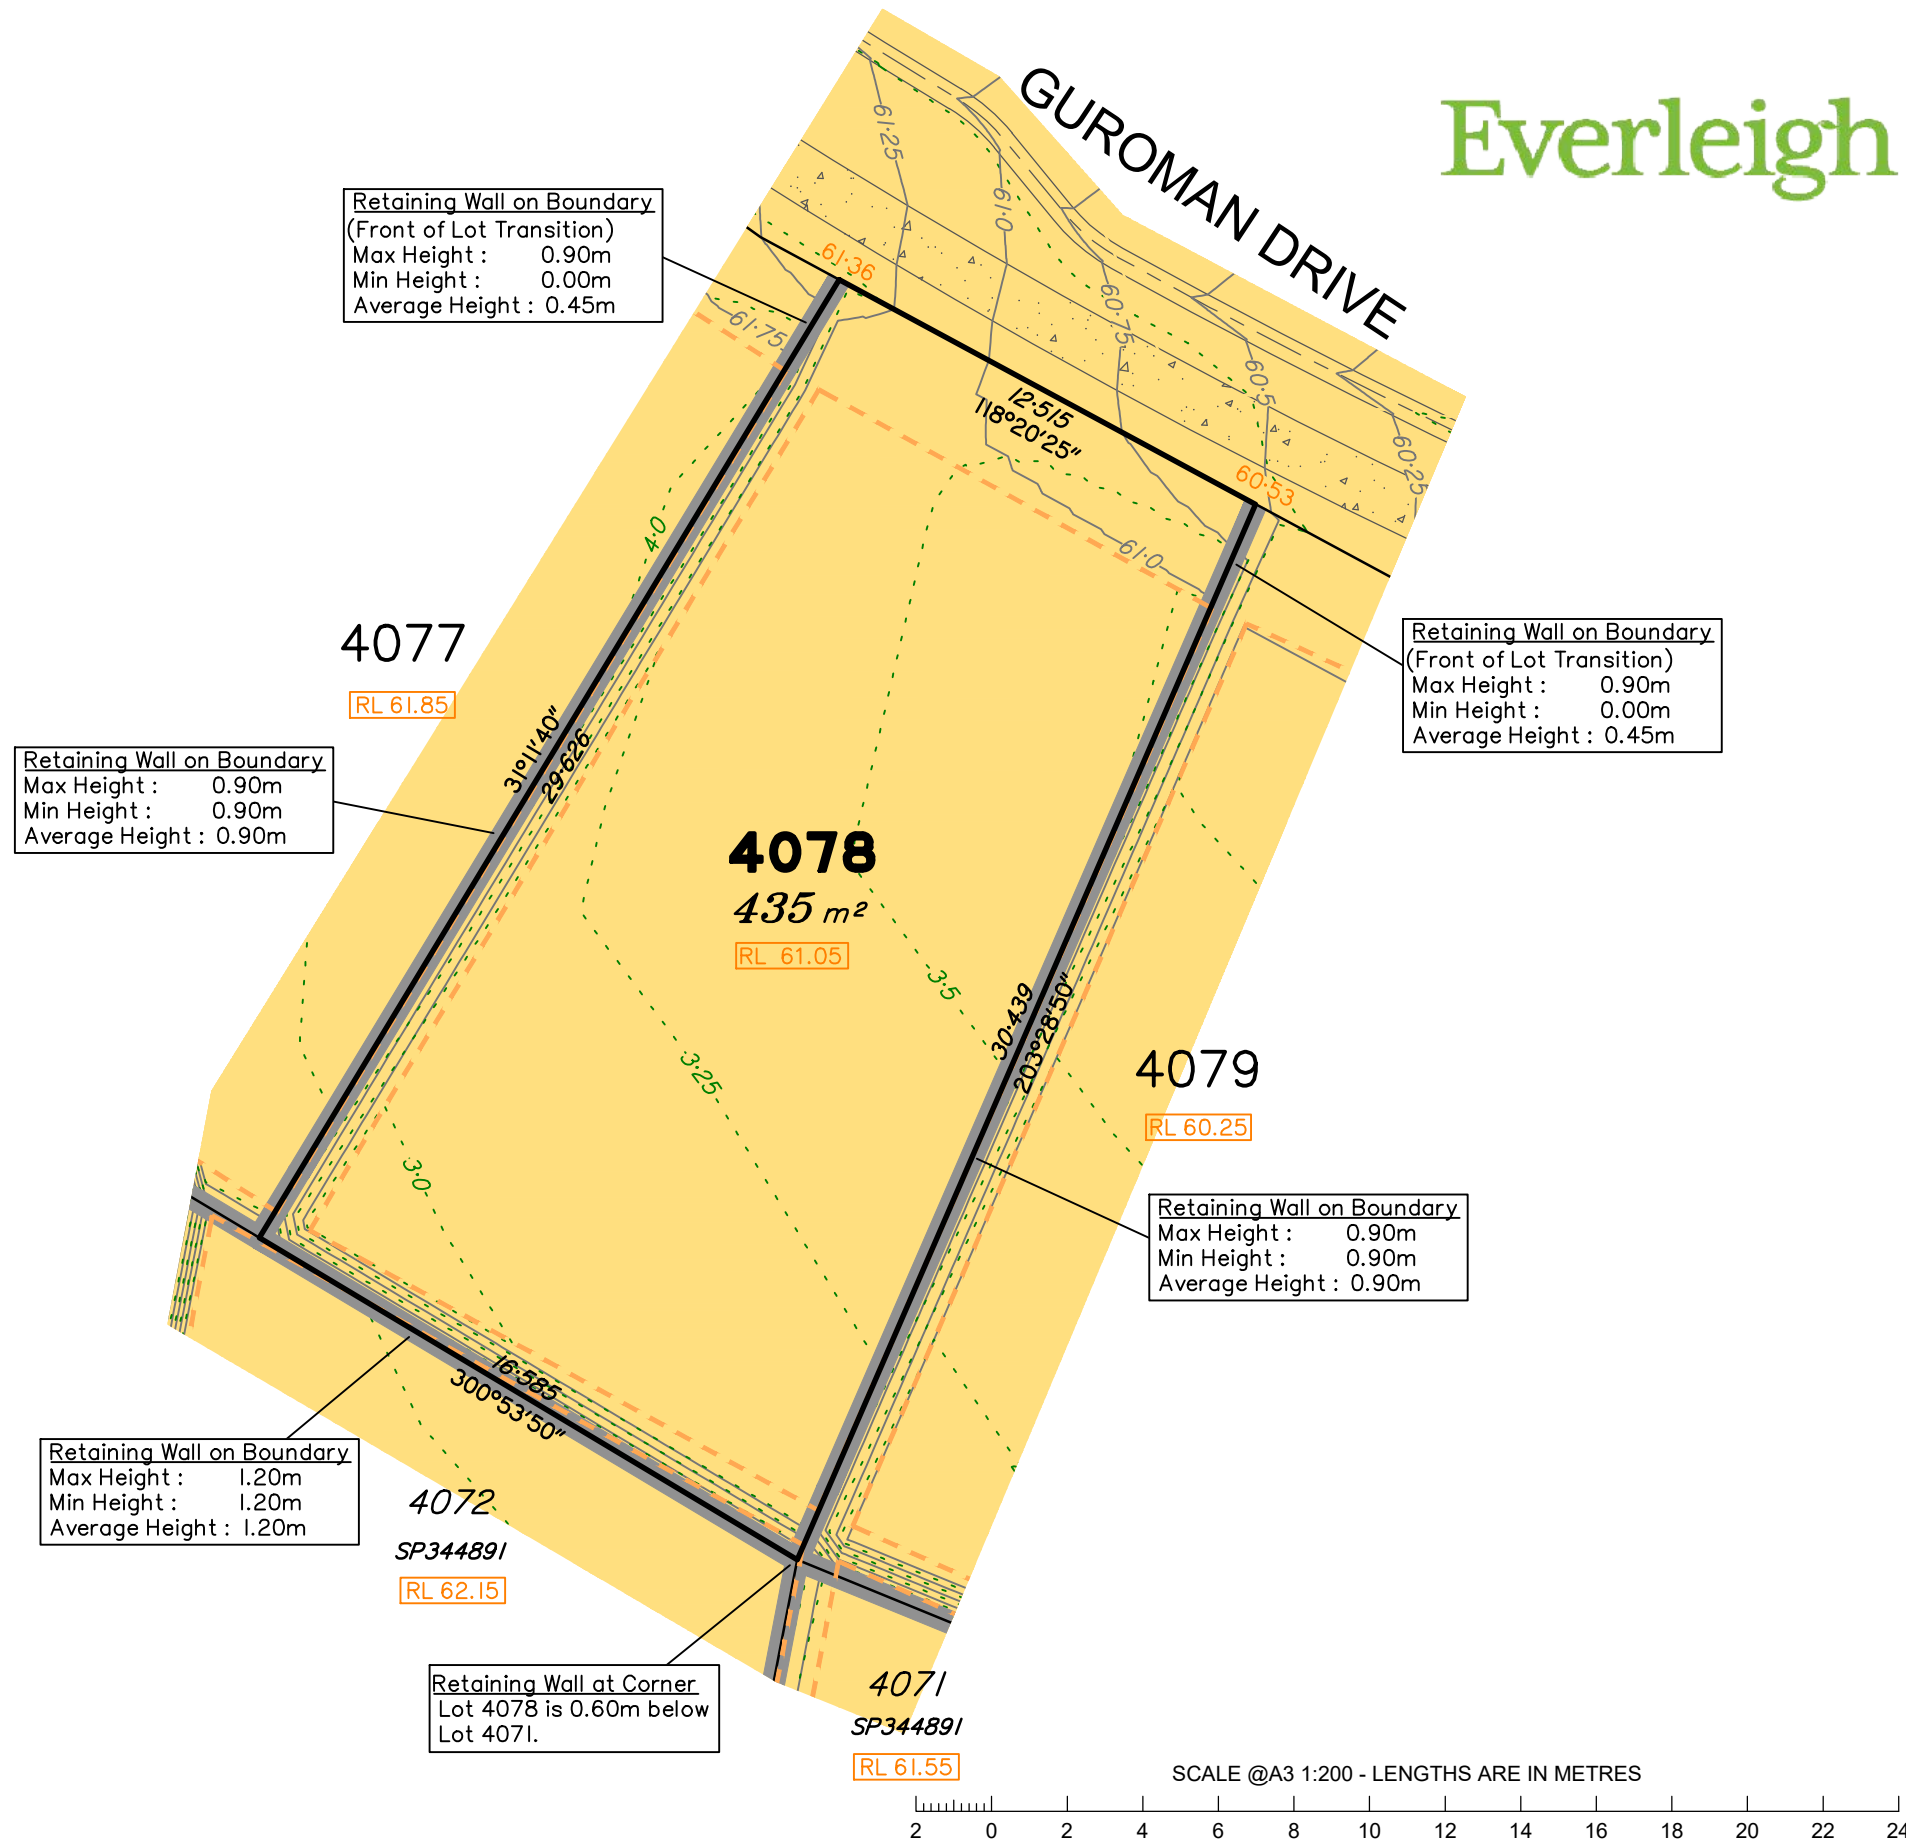 Everleigh
GUROMAN DRIVE
61·25
61·0
60·75
60·5
60·25
Retaining Wall on Boundary
(Front of Lot Transition)
Max Height : 0.90m
Min Height : 0.00m
Average Height : 0.45m
61·36
61·75
12·515
118°20'25"
60·53
61·0
4·0
4077
RL 61.85
Retaining Wall on Boundary
(Front of Lot Transition)
Max Height : 0.90m
Min Height : 0.00m
Average Height : 0.45m
31°11'40"
29·626
Retaining Wall on Boundary
Max Height : 0.90m
Min Height : 0.90m
Average Height : 0.90m
4078
435 m²
RL 61.05
3·5
30·439
203°28'50"
3·25
4079
RL 60.25
3·0
Retaining Wall on Boundary
Max Height : 0.90m
Min Height : 0.90m
Average Height : 0.90m
16·585
300°53'50"
Retaining Wall on Boundary
Max Height : 1.20m
Min Height : 1.20m
Average Height : 1.20m
4072
SP344891
RL 62.15
Retaining Wall at Corner
Lot 4078 is 0.60m below
Lot 4071.
4071
SP344891
RL 61.55
SCALE @A3 1:200 - LENGTHS ARE IN METRES
2 0 2 4 6 8 10 12 14 16 18 20 22 24